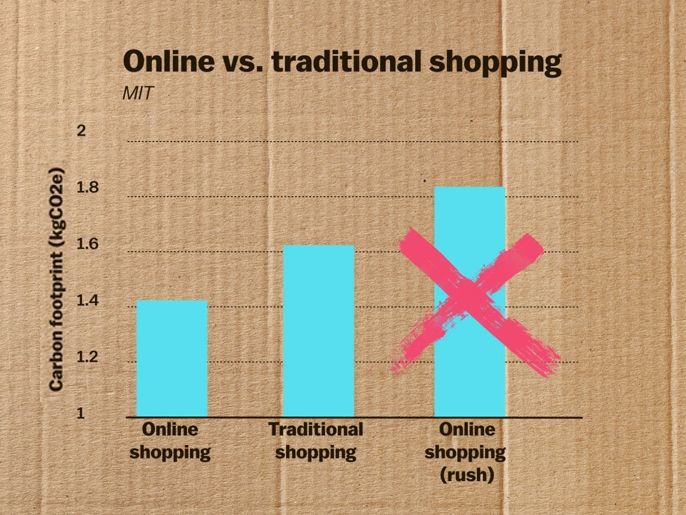 Online vs. traditional shopping
MIT
Carbon footprint (kgCO2e)
2
1.8
1.6
1.4
1.2
1
Online
shopping
Traditional
shopping
Online
shopping
(rush)